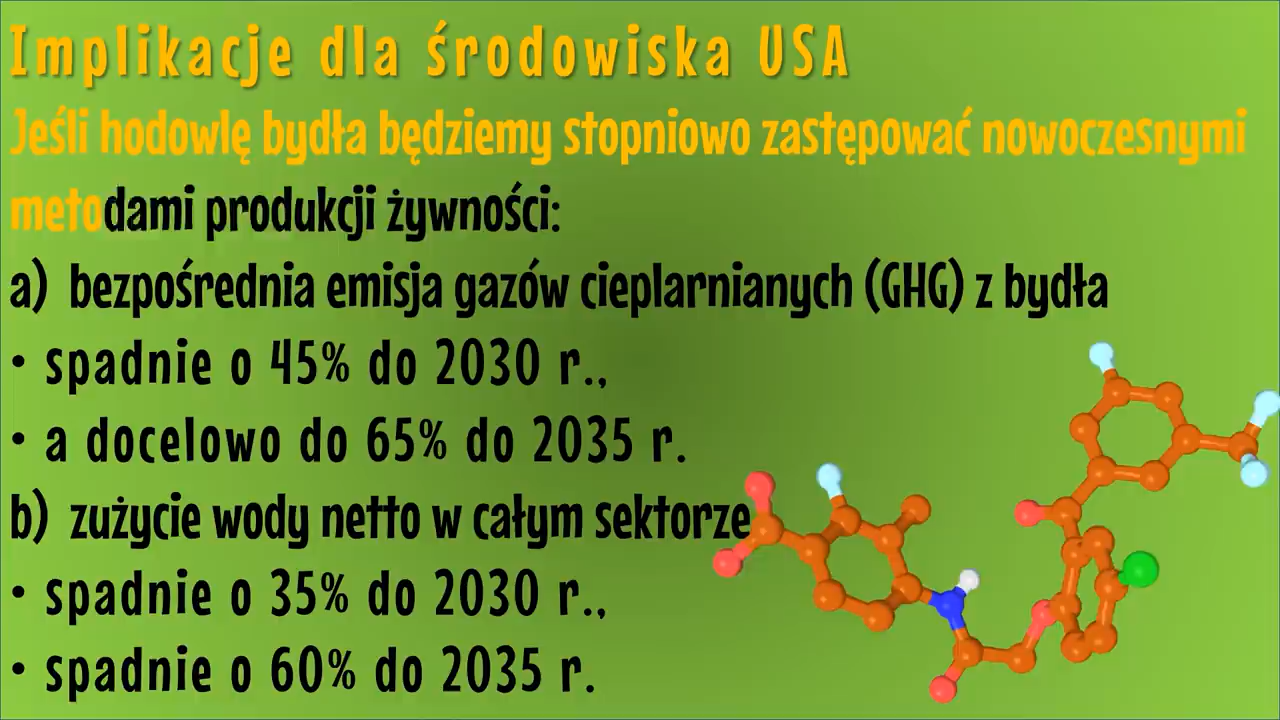 Implikacje dla środowiska USA
Jeśli hodowlę bydła będziemy stopniowo zastępować nowoczesnymi
metodami produkcji żywności:
a) bezpośrednia emisja gazów cieplarnianych (GHG) z bydła
• spadnie o 45% do 2030 r.,
• a docelowo do 65% do 2035 r.
b) zużycie wody netto w całym sektorze
• spadnie o 35% do 2030 r.,
• spadnie o 60% do 2035 r.